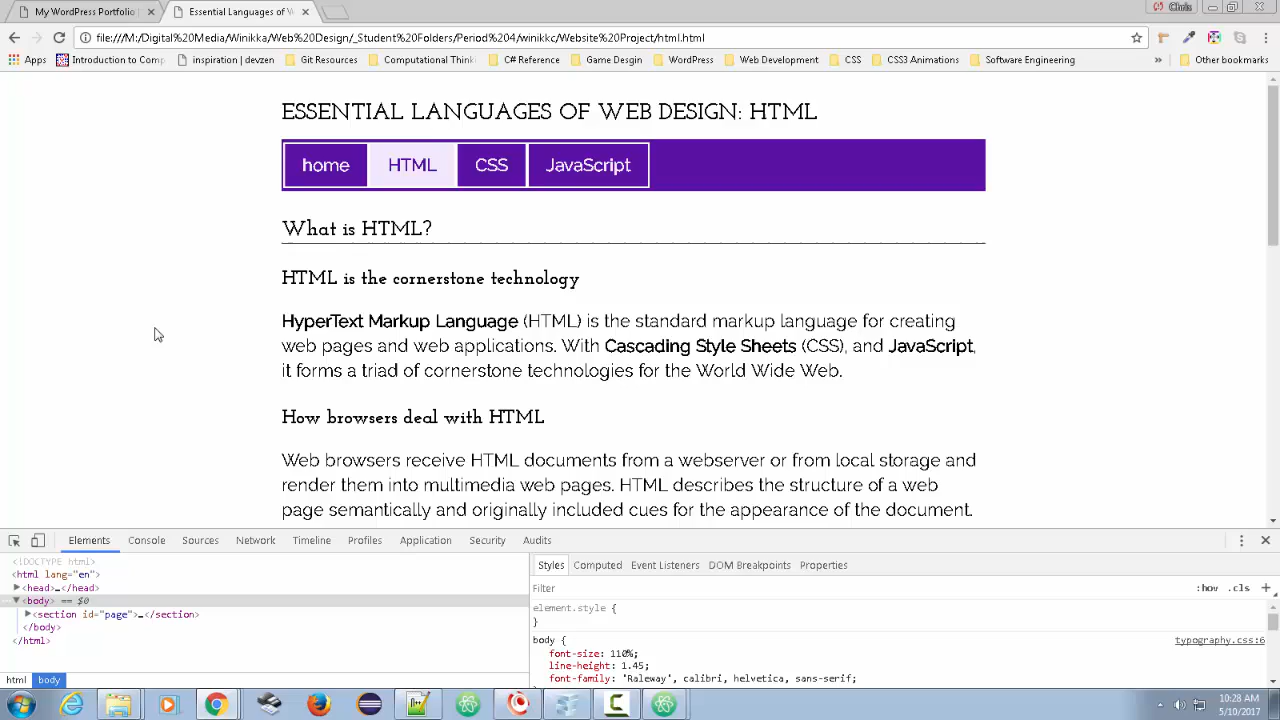 My WordPress Portfolio
Essential Languages of W
Chris
file:///M:/Digital%20Media/Winikka/Web%20Design/_Student%20Folders/Period%204/winikkc/Website%20Project/html.html
Apps
Introduction to Comp
inspiration | devzen
Git Resources
Computational Think
C# Reference
Game Desgin
WordPress
Web Development
CSS
CSS3 Animations
Software Engineering
»
Other bookmarks
ESSENTIAL LANGUAGES OF WEB DESIGN: HTML
home HTML CSS JavaScript
What is HTML?
HTML is the cornerstone technology
HyperText Markup Language (HTML) is the standard markup language for creating
web pages and web applications. With Cascading Style Sheets (CSS), and JavaScript,
it forms a triad of cornerstone technologies for the World Wide Web.
How browsers deal with HTML
Web browsers receive HTML documents from a webserver or from local storage and
render them into multimedia web pages. HTML describes the structure of a web
page semantically and originally included cues for the appearance of the document.
Elements Console Sources Network Timeline Profiles Application Security Audits
<!DOCTYPE html>
<html lang="en">
<head>…</head>
<body> == $0
<section id="page">…</section>
</body>
</html>
html body
Styles Computed Event Listeners DOM Breakpoints Properties
Filter
:hov .cls +
element.style {
}
body {
typography.css:6
font-size: 110%;
line-height: 1.45;
font-family: 'Raleway', calibri, helvetica, sans-serif;
10:28 AM
5/10/2017